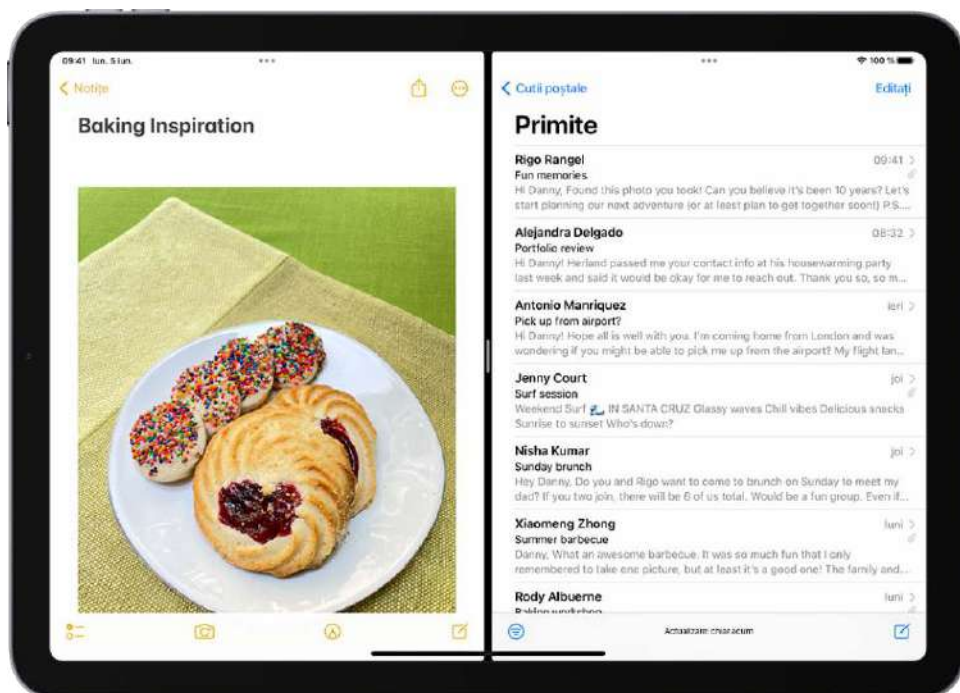 09:41 lun. 5 iun.
Notițe
Baking Inspiration
100 %
Cutii poștale
Editați
Primite
Rigo Rangel 09:41
Fun memories
Hi Danny, Found this photo you took! Can you believe it's been 10 years? Let's
start planning our next adventure (or at least plan to get together soon!) P.S....
Alejandra Delgado 08:32
Portfolio review
Hi Danny! Herland passed me your contact info at his housewarming party
last week and said it would be okay for me to reach out. Thank you so, so m...
Antonio Manriquez ieri
Pick up from airport?
Hi Danny! Hope all is well with you. I'm coming home from London and was
wondering if you might be able to pick me up from the airport? My flight lan...
Jenny Court joi
Surf session
Weekend Surf 🌊 IN SANTA CRUZ Glassy waves Chill vibes Delicious snacks
Sunrise to sunset Who's down?
Nisha Kumar joi
Sunday brunch
Hey Danny, Do you and Rigo want to come to brunch on Sunday to meet my
dad? If you two join, there will be 6 of us total. Would be a fun group. Even if...
Xiaomeng Zhong luni
Summer barbecue
Danny, What an awesome barbecue. It was so much fun that I only
remembered to take one picture, but at least it's a good one! The family and...
Rody Albuerne luni
Baking workshop
Actualizare chiar acum